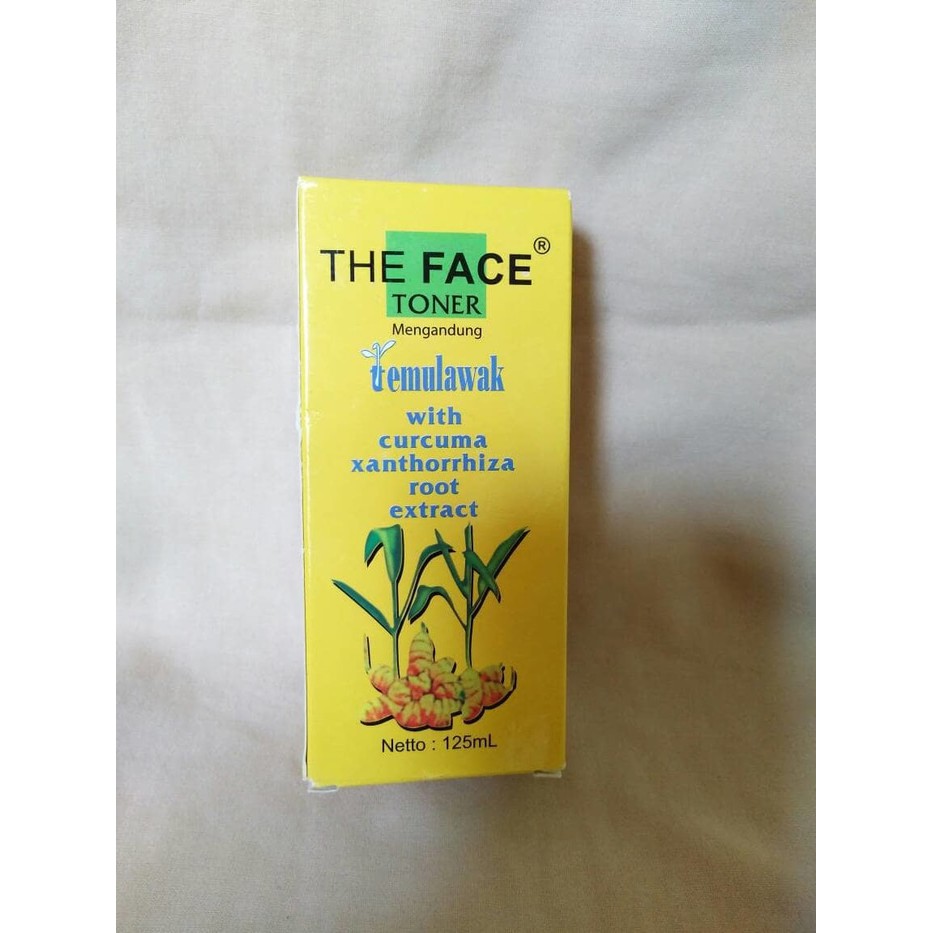 THE FACE®
TONER
Mengandung
temulawak
with
curcuma
xanthorrhiza
root
extract
Netto : 125mL